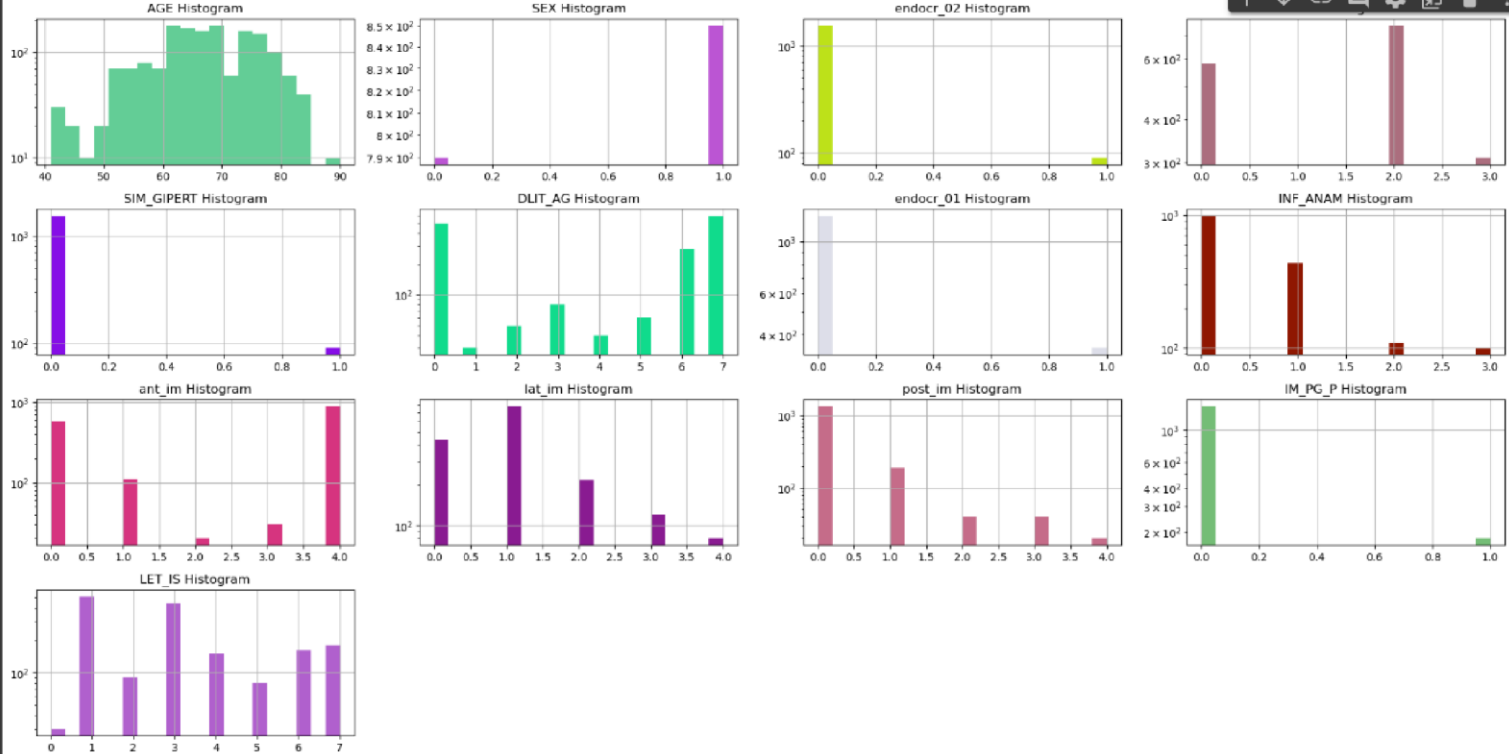 AGE Histogram
10²
10¹
40 50 60 70 80 90
SEX Histogram
8.5 × 10²
8.4 × 10²
8.3 × 10²
8.2 × 10²
8.1 × 10²
8 × 10²
7.9 × 10²
0.0 0.2 0.4 0.6 0.8 1.0
endocr_02 Histogram
10³
10²
0.0 0.2 0.4 0.6 0.8 1.0
6 × 10²
4 × 10²
3 × 10²
0.0 0.5 1.0 1.5 2.0 2.5 3.0
SIM_GIPERT Histogram
10³
10²
0.0 0.2 0.4 0.6 0.8 1.0
DLIT_AG Histogram
10²
0 1 2 3 4 5 6 7
endocr_01 Histogram
10³
6 × 10²
4 × 10²
0.0 0.2 0.4 0.6 0.8 1.0
INF_ANAM Histogram
10³
10²
0.0 0.5 1.0 1.5 2.0 2.5 3.0
ant_im Histogram
10³
10²
0.0 0.5 1.0 1.5 2.0 2.5 3.0 3.5 4.0
lat_im Histogram
10²
0.0 0.5 1.0 1.5 2.0 2.5 3.0 3.5 4.0
post_im Histogram
10³
10²
0.0 0.5 1.0 1.5 2.0 2.5 3.0 3.5 4.0
IM_PG_P Histogram
10³
6 × 10²
4 × 10²
3 × 10²
2 × 10²
0.0 0.2 0.4 0.6 0.8 1.0
LET_IS Histogram
10²
0 1 2 3 4 5 6 7